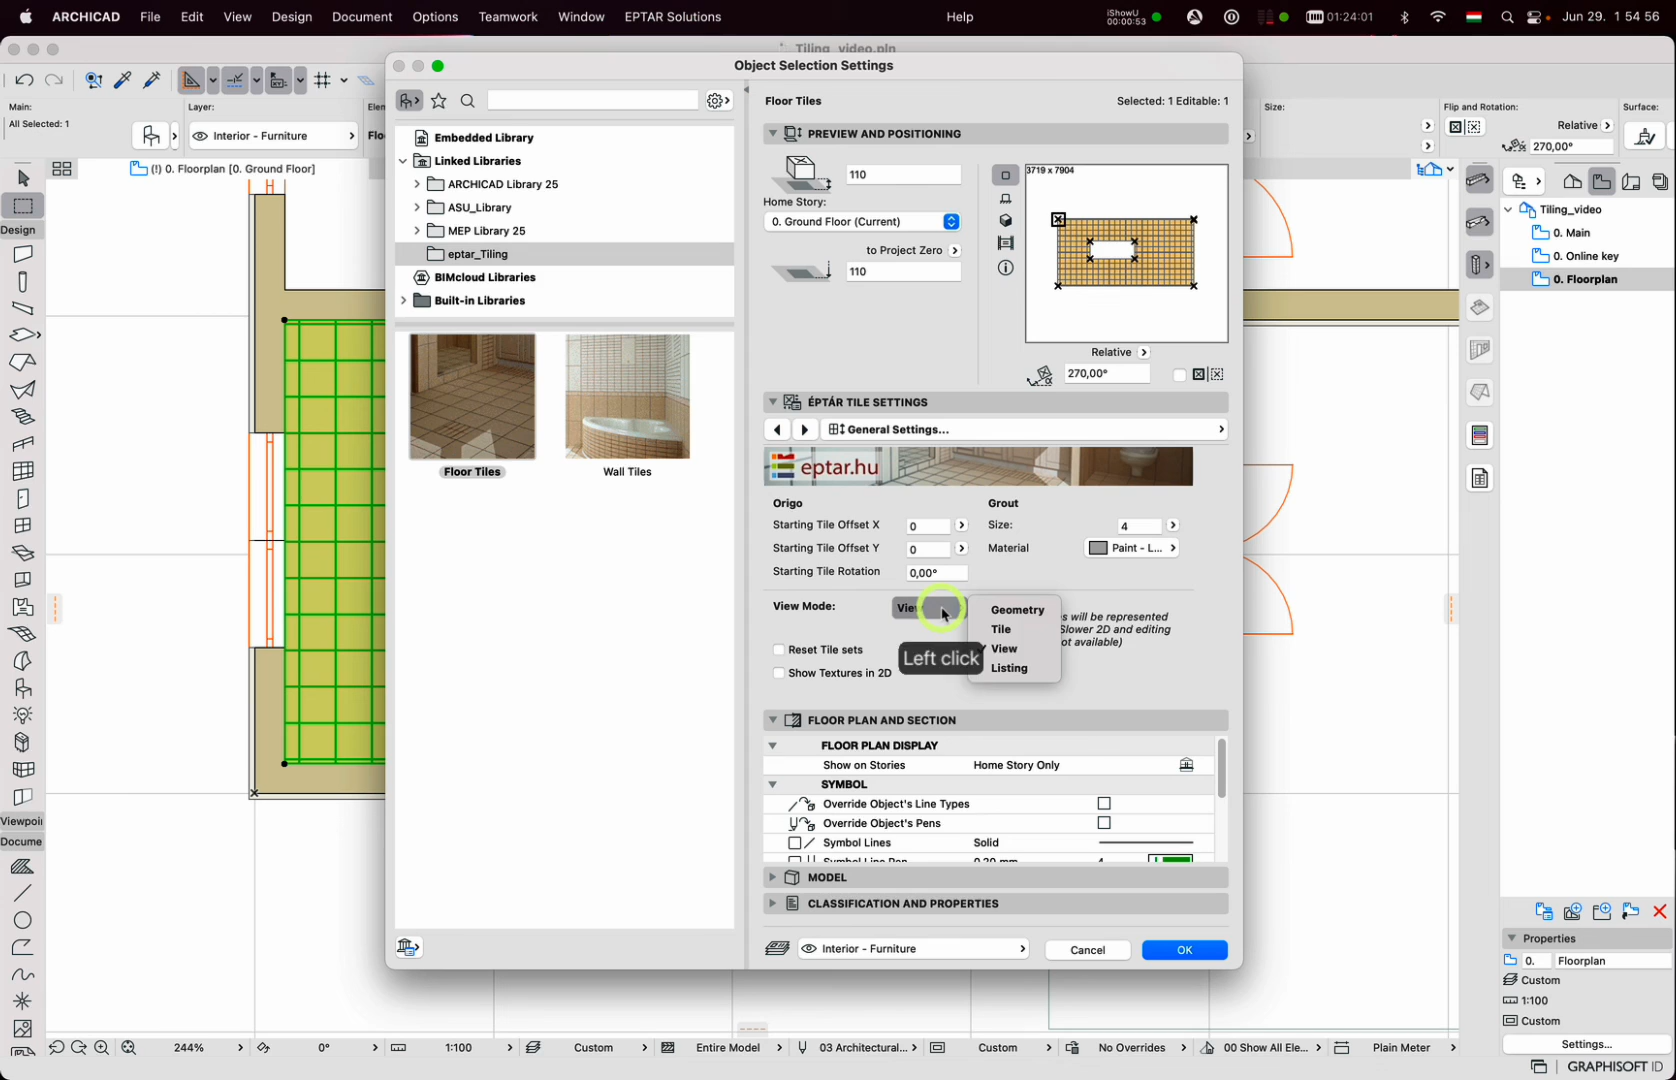 ARCHICAD File Edit View Design Document Options Teamwork Window EPTAR Solutions Help iShowU 00:00:53 01:24:01 Jun 29. 1 54 56
Tiling_video.pln
Object Selection Settings
Main:
All Selected: 1
Layer:
Interior - Furniture
Size:
Flip and Rotation:
Surface:
Relative
270,00°
(!) 0. Floorplan [0. Ground Floor]
Design
Viewpoi
Docume
Embedded Library
Linked Libraries
ARCHICAD Library 25
ASU_Library
MEP Library 25
eptar_Tiling
BIMcloud Libraries
Built-in Libraries
Floor Tiles
Wall Tiles
Floor Tiles
Selected: 1 Editable: 1
PREVIEW AND POSITIONING
110
Home Story:
0. Ground Floor (Current)
to Project Zero
110
3719 x 7904
Relative
270,00°
ÉPTÁR TILE SETTINGS
General Settings...
eptar.hu
Origo
Grout
Starting Tile Offset X 0
Size: 4
Starting Tile Offset Y 0
Material Paint - L...
Starting Tile Rotation 0,00°
View Mode:
Geometry
Tile
View
Listing
s will be represented
Slower 2D and editing
ot available)
Left click
Reset Tile sets
Show Textures in 2D
FLOOR PLAN AND SECTION
FLOOR PLAN DISPLAY
Show on Stories Home Story Only
SYMBOL
Override Object's Line Types
Override Object's Pens
Symbol Lines Solid
Symbol Line Pen 0.20 mm 4
MODEL
CLASSIFICATION AND PROPERTIES
Interior - Furniture
Cancel
OK
Tiling_video
0. Main
0. Online key
0. Floorplan
Properties
0. Floorplan
Custom
1:100
Custom
Settings...
244% 0° 1:100 Custom Entire Model 03 Architectural... Custom No Overrides 00 Show All Ele... Plain Meter
GRAPHISOFT ID